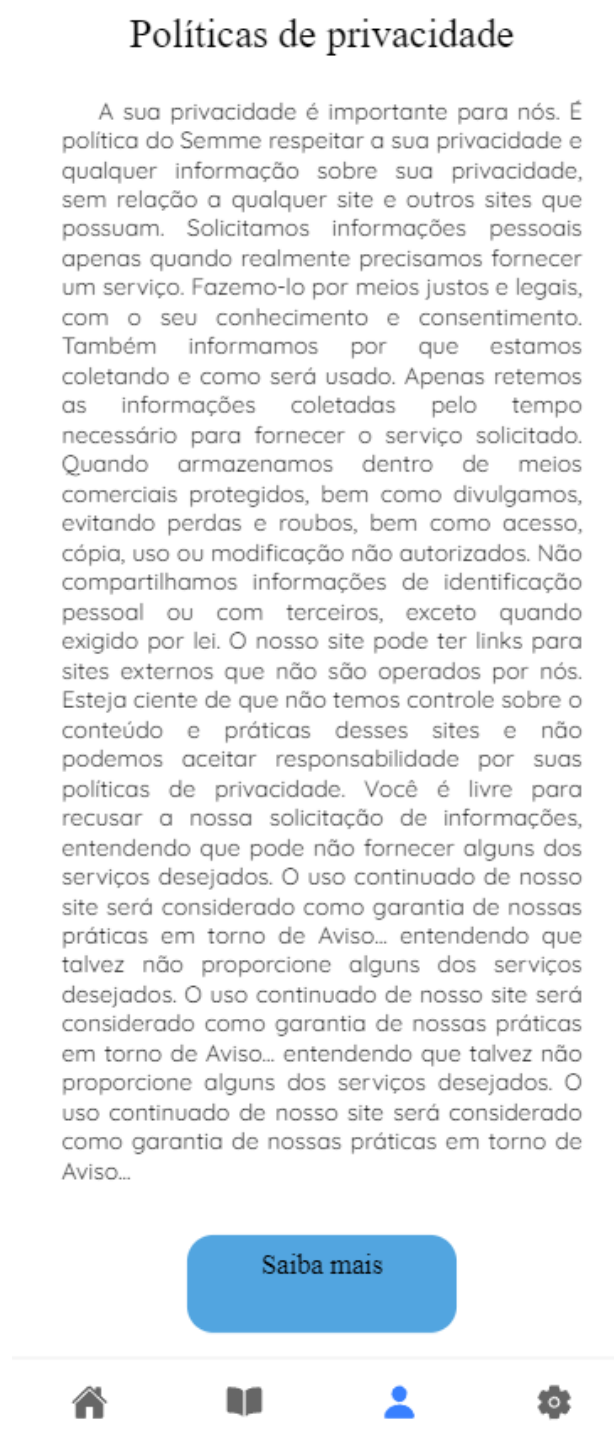 Políticas de privacidade
A sua privacidade é importante para nós. É
política do Semme respeitar a sua privacidade e
qualquer informação sobre sua privacidade,
sem relação a qualquer site e outros sites que
possuam. Solicitamos informações pessoais
apenas quando realmente precisamos fornecer
um serviço. Fazemo-lo por meios justos e legais,
com o seu conhecimento e consentimento.
Também informamos por que estamos
coletando e como será usado. Apenas retemos
as informações coletadas pelo tempo
necessário para fornecer o serviço solicitado.
Quando armazenamos dentro de meios
comerciais protegidos, bem como divulgamos,
evitando perdas e roubos, bem como acesso,
cópia, uso ou modificação não autorizados. Não
compartilhamos informações de identificação
pessoal ou com terceiros, exceto quando
exigido por lei. O nosso site pode ter links para
sites externos que não são operados por nós.
Esteja ciente de que não temos controle sobre o
conteúdo e práticas desses sites e não
podemos aceitar responsabilidade por suas
políticas de privacidade. Você é livre para
recusar a nossa solicitação de informações,
entendendo que pode não fornecer alguns dos
serviços desejados. O uso continuado de nosso
site será considerado como garantia de nossas
práticas em torno de Aviso... entendendo que
talvez não proporcione alguns dos serviços
desejados. O uso continuado de nosso site será
considerado como garantia de nossas práticas
em torno de Aviso... entendendo que talvez não
proporcione alguns dos serviços desejados. O
uso continuado de nosso site será considerado
como garantia de nossas práticas em torno de
Aviso...
Saiba mais